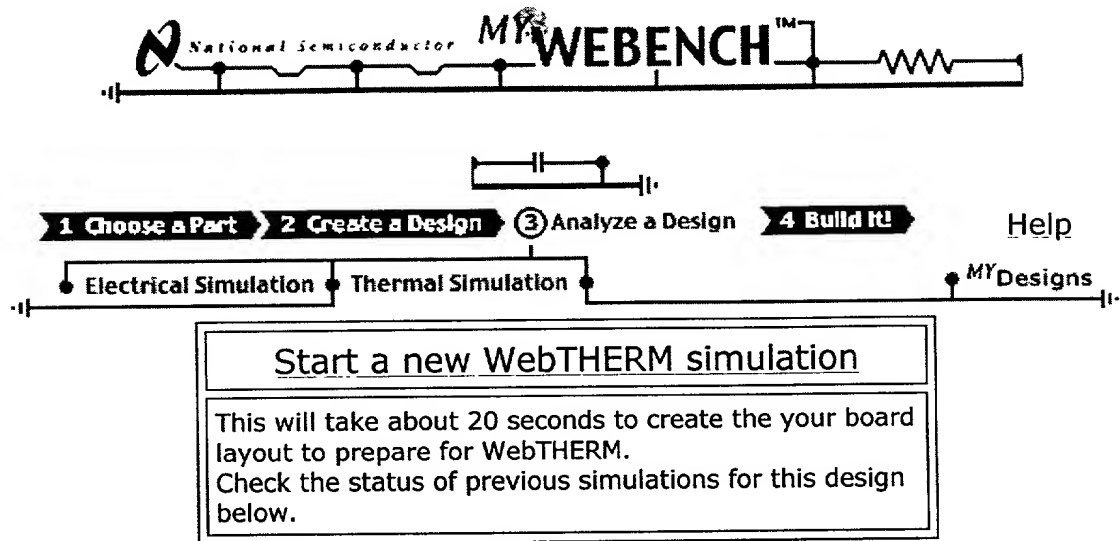 National Semiconductor MY WEBENCH™
1 Choose a Part 2 Create a Design 3 Analyze a Design 4 Build It! Help
Electrical Simulation Thermal Simulation MY Designs
Start a new WebTHERM simulation
This will take about 20 seconds to create the your board
layout to prepare for WebTHERM.
Check the status of previous simulations for this design
below.